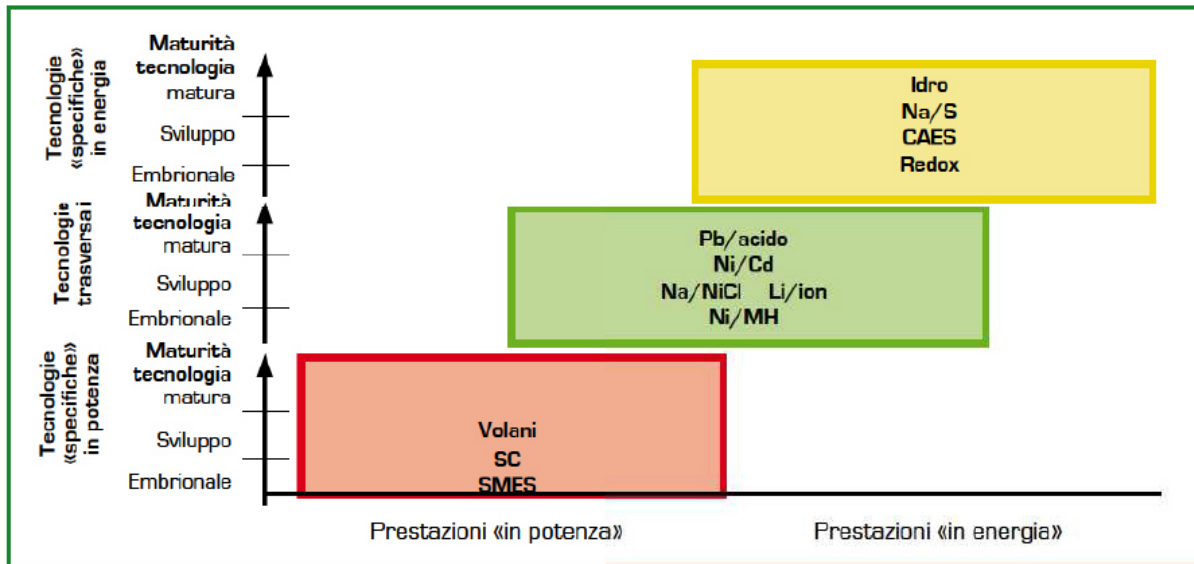 Tecnologie
«specifiche»
in energia
Maturità
tecnologia
matura
Sviluppo
Embrionale
Idro
Na/S
CAES
Redox
Tecnologie
trasversai
Maturità
tecnologia
matura
Sviluppo
Embrionale
Pb/acido
Ni/Cd
Na/NiCl Li/ion
Ni/MH
Tecnologie
«specifiche»
in potenza
Maturità
tecnologia
matura
Sviluppo
Embrionale
Volani
SC
SMES
Prestazioni «in potenza» Prestazioni «in energia»